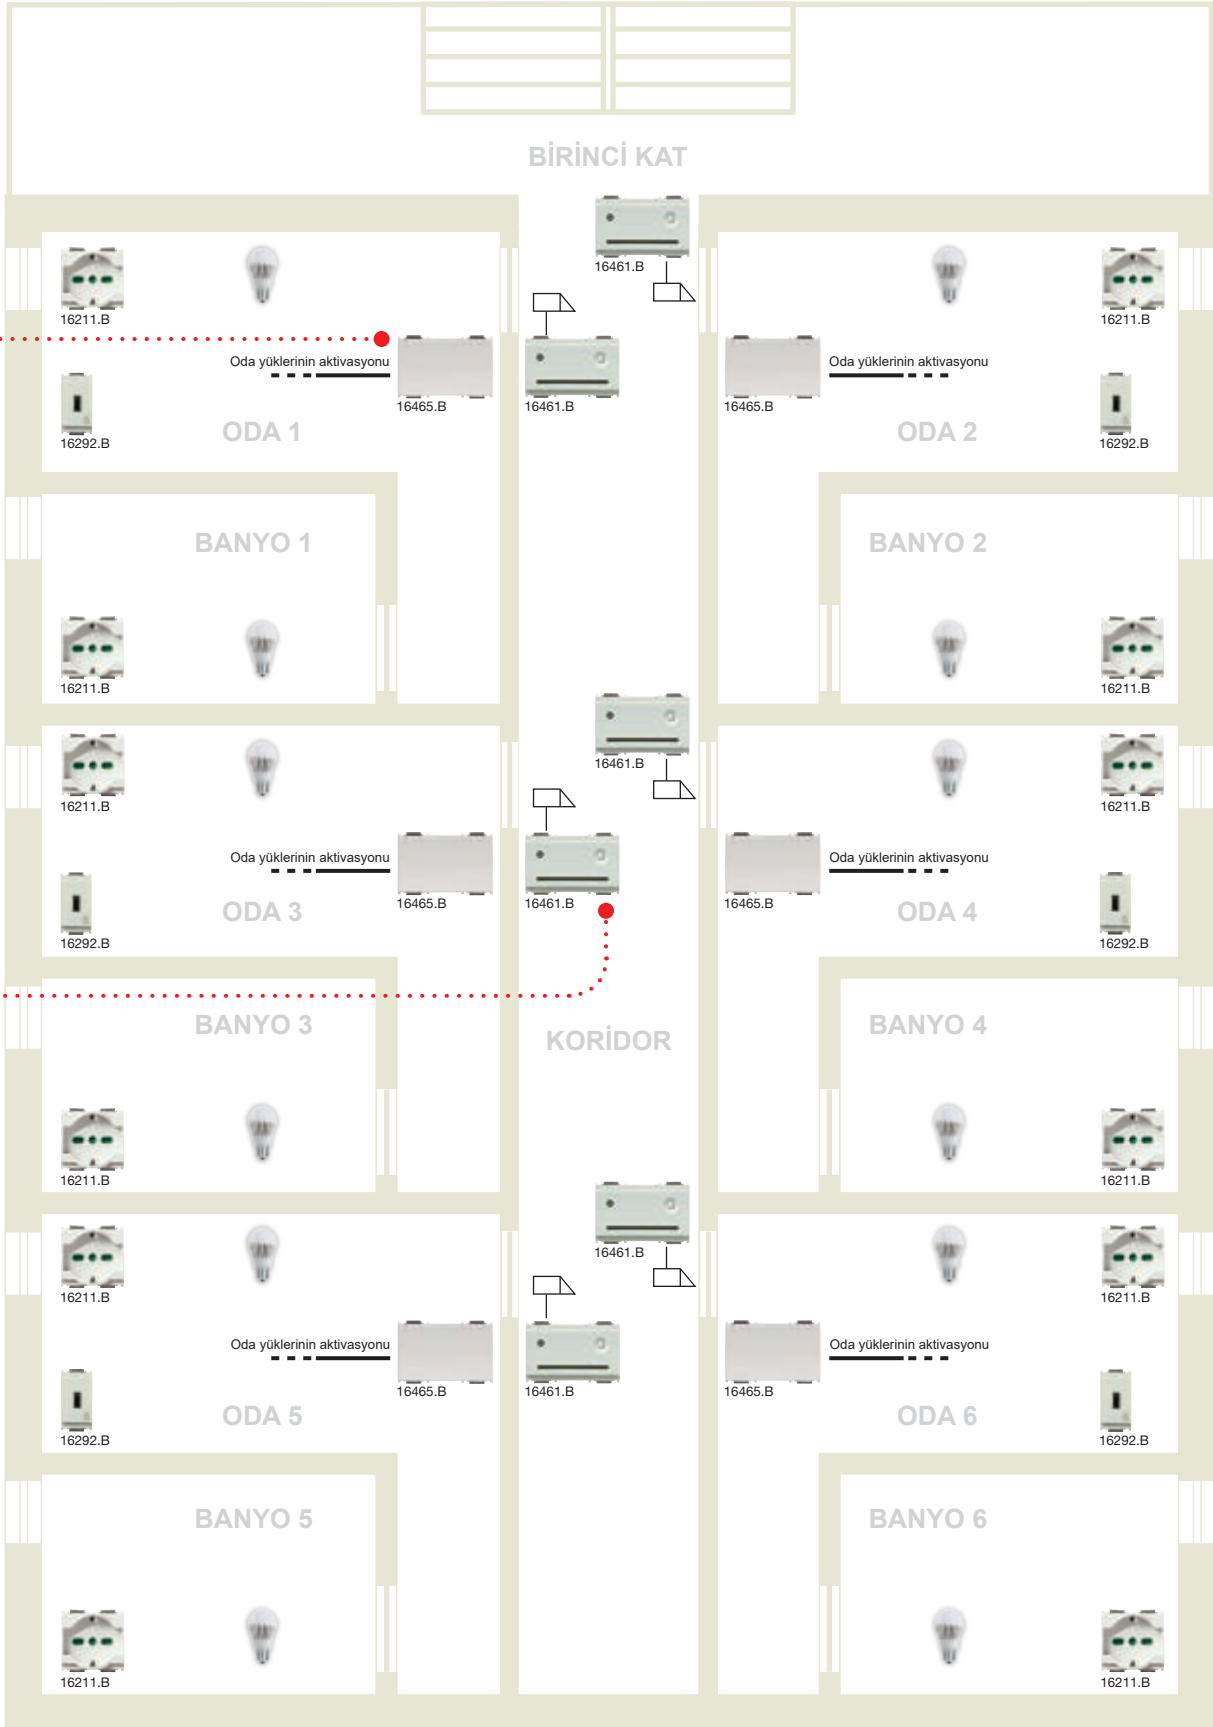 BİRİNCİ KAT
16461.B
16211.B
16211.B
Oda yüklerinin aktivasyonu
Oda yüklerinin aktivasyonu
16465.B
16461.B
16465.B
16292.B
ODA 1
ODA 2
16292.B
BANYO 1
BANYO 2
16211.B
16211.B
16461.B
16211.B
16211.B
Oda yüklerinin aktivasyonu
Oda yüklerinin aktivasyonu
16465.B
16461.B
16465.B
16292.B
ODA 3
ODA 4
16292.B
BANYO 3
KORİDOR
BANYO 4
16211.B
16211.B
16461.B
16211.B
16211.B
Oda yüklerinin aktivasyonu
Oda yüklerinin aktivasyonu
16465.B
16461.B
16465.B
16292.B
ODA 5
ODA 6
16292.B
BANYO 5
BANYO 6
16211.B
16211.B